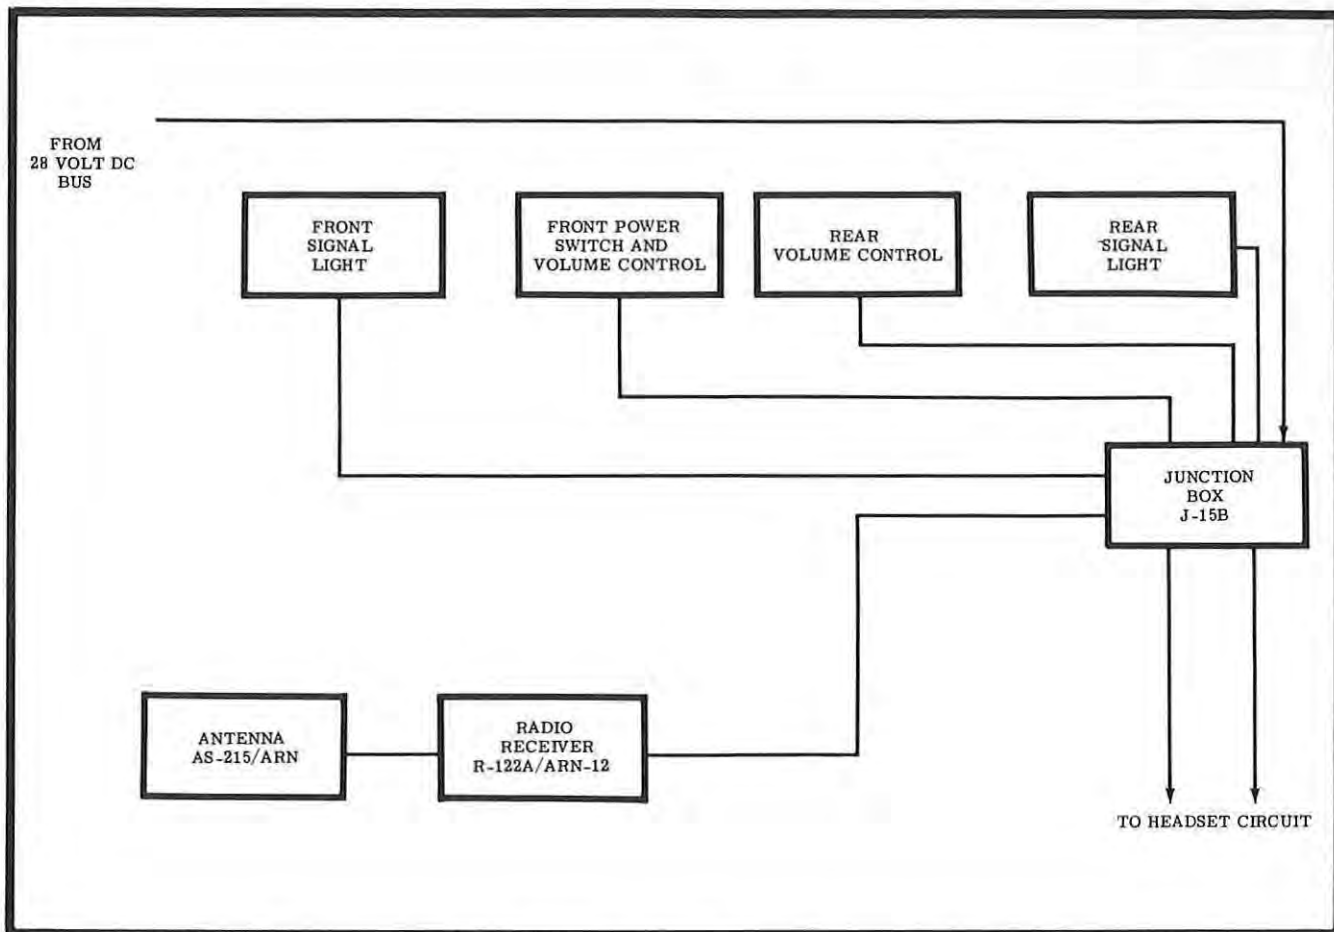 FROM
28 VOLT DC
BUS
FRONT
SIGNAL
LIGHT
FRONT POWER
SWITCH AND
VOLUME CONTROL
REAR
VOLUME CONTROL
REAR
SIGNAL
LIGHT
JUNCTION
BOX
J-15B
ANTENNA
AS-215/ARN
RADIO
RECEIVER
R-122A/ARN-12
TO HEADSET CIRCUIT